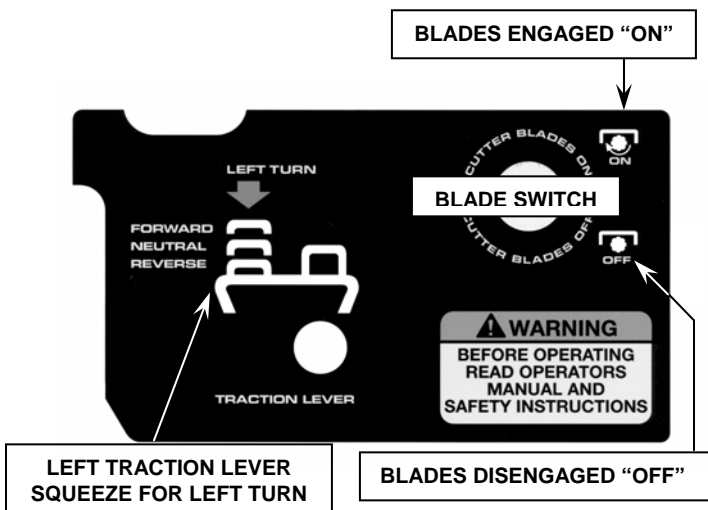 BLADES ENGAGED “ON”
CUTTER BLADES ON
ON
LEFT TURN
BLADE SWITCH
FORWARD
NEUTRAL
REVERSE
CUTTER BLADES OFF
OFF
WARNING
BEFORE OPERATING
READ OPERATORS
MANUAL AND
SAFETY INSTRUCTIONS
TRACTION LEVER
LEFT TRACTION LEVER
SQUEEZE FOR LEFT TURN
BLADES DISENGAGED “OFF”